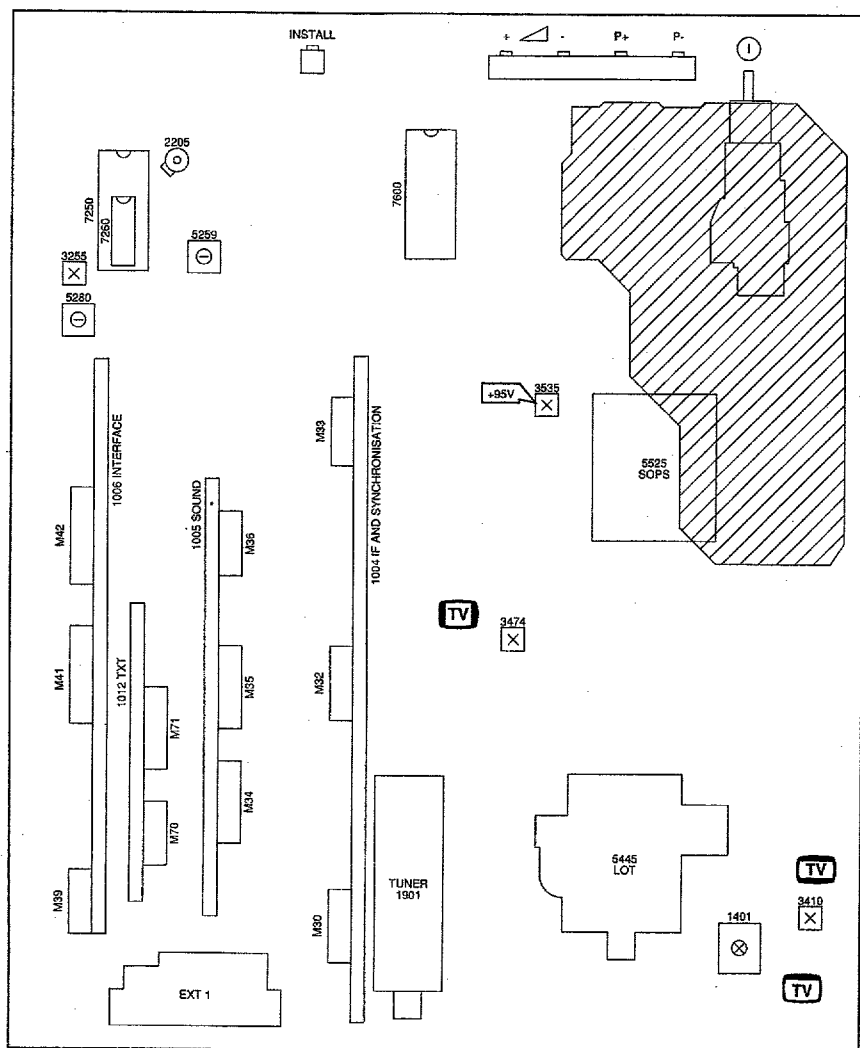 INSTALL
+ - P+ P-
2205
7250
7260
7600
5259
3255
5280
+95V
3535
5525
SOPS
M33
1006 INTERFACE
1005 SOUND
1004 IF AND SYNCHRONISATION
M42
M36
TV
3474
M41
1012 TXT
M71
M35
M32
M70
M34
M39
M30
TUNER
1901
5445
LOT
TV
3410
1401
EXT 1
TV